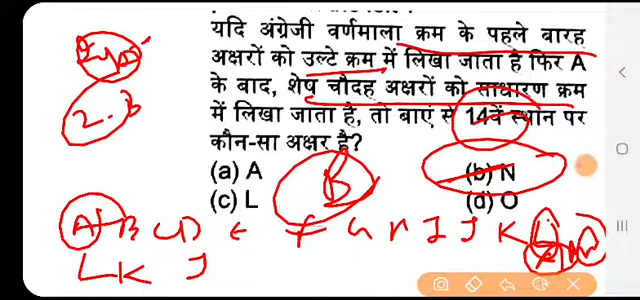 यदि अंग्रेजी वर्णमाला क्रम के पहले बारह
अक्षरों को उल्टे क्रम में लिखा जाता है फिर A
के बाद, शेष चौदह अक्षरों को साधारण क्रम
में लिखा जाता है, तो बाएं से 14वें स्थान पर
कौन-सा अक्षर है?
(a) A (b) N
(c) L (d) O
2. B
B
A B C D E F G H I J K L
L K J